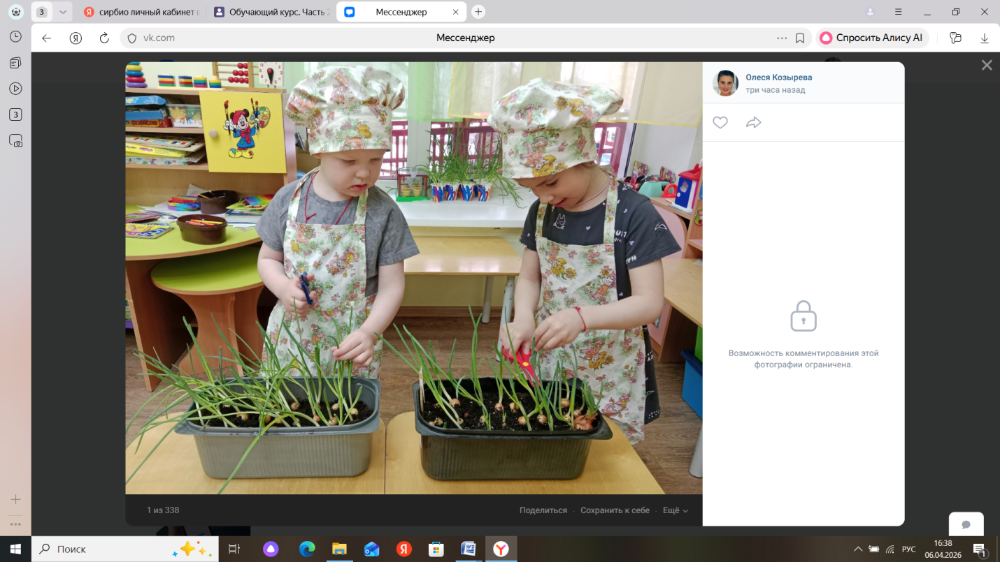 3
сирбио личный кабинет в
Обучающий курс. Часть 2
Мессенджер
vk.com
Мессенджер
Спросить Алису AI
3
Олеся Козырева
три часа назад
Возможность комментирования этой
фотографии ограничена.
1 из 338
Поделиться
Сохранить к себе
Ещё
Поиск
РУС
16:38
06.04.2026
1